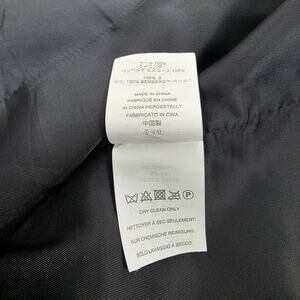 100%
100% BEMBERG
MADE IN CHINA
FABRIQUE EN CHINE
IN CHINA HERGESTELLT
FABBRICATO IN CINA
中国製
중국산
DRY CLEAN ONLY
NETTOYER À SEC SEULEMENT.
NUR CHEMISCHE REINIGUNG.
SOLO LAVAGGIO A SECCO.